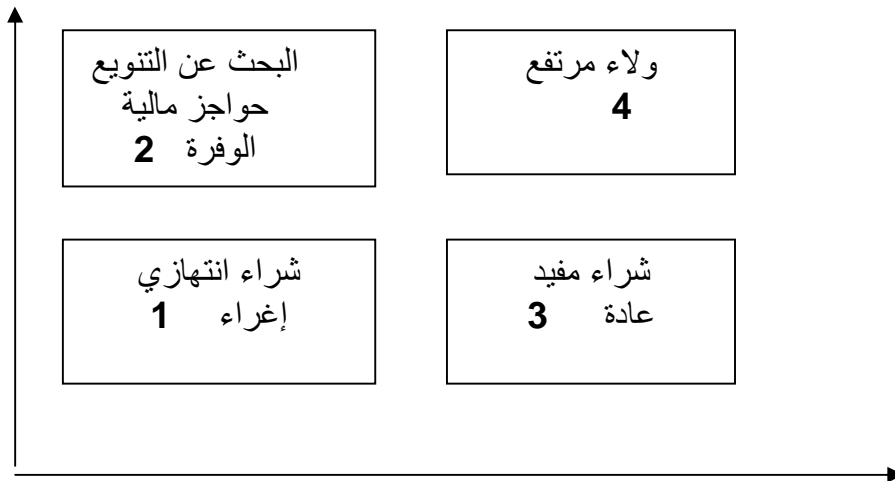 ولاء مرتفع
4
البحث عن التنويع
حواجز مالية
الوفرة 2
شراء مفيد
عادة 3
شراء انتهازي
إغراء 1